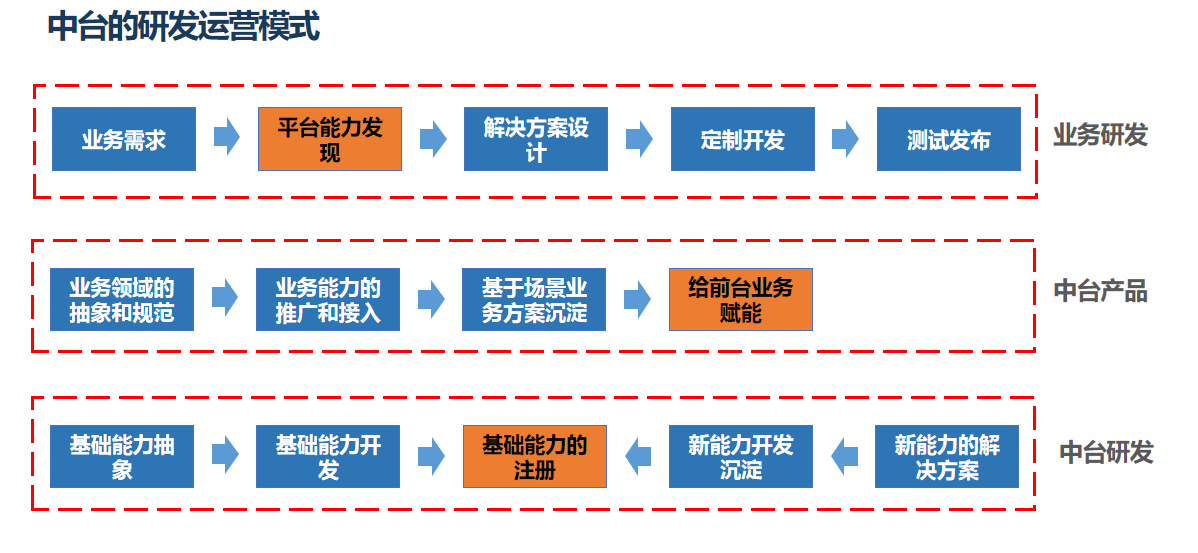 中台的研发运营模式
业务需求
平台能力发
现
解决方案设
计
定制开发
测试发布
业务研发
业务领域的
抽象和规范
业务能力的
推广和接入
基于场景业
务方案沉淀
给前台业务
赋能
中台产品
基础能力抽
象
基础能力开
发
基础能力的
注册
新能力开发
沉淀
新能力的解
决方案
中台研发